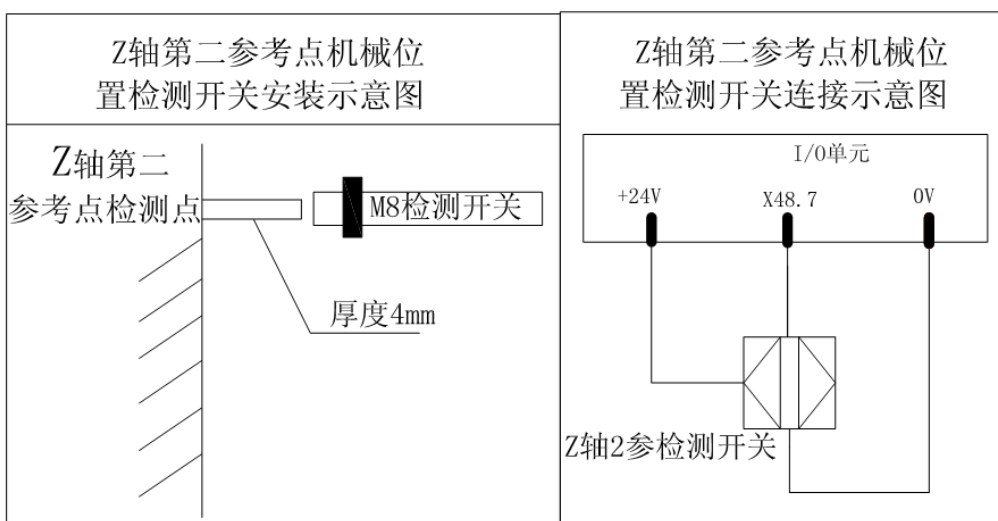 Z轴第二参考点机械位
置检测开关安装示意图
Z轴第二
参考点检测点
M8检测开关
厚度4mm
Z轴第二参考点机械位
置检测开关连接示意图
I/O单元
+24V X48.7 0V
Z轴2参检测开关